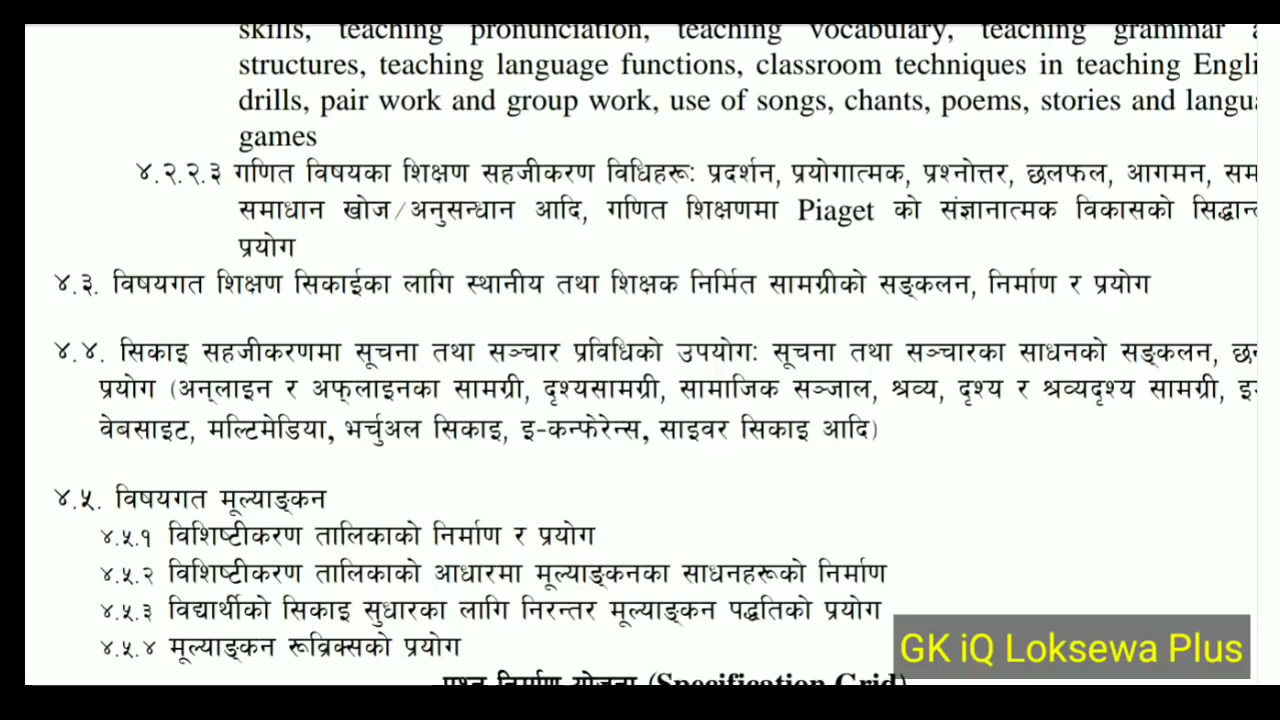 skills, teaching pronunciation, teaching vocabulary, teaching grammar
structures, teaching language functions, classroom techniques in teaching
drills, pair work and group work, use of songs, chants, poems, stories and
games
४.२.२.३ गणित विषयका शिक्षण सहजीकरण विधिहरू: प्रदर्शन, प्रयोगात्मक, प्रश्नोत्तर, छलफल, आगमन,
समाधान खोज/अनुसन्धान आदि, गणित शिक्षणमा Piaget को संज्ञानात्मक विकासको
प्रयोग
४.३. विषयगत शिक्षण सिकाईका लागि स्थानीय तथा शिक्षक निर्मित सामग्रीको सङ्कलन, निर्माण र प्रयोग
४.४. सिकाइ सहजीकरणमा सूचना तथा सञ्चार प्रविधिको उपयोग: सूचना तथा सञ्चारका साधनको सङ्कलन,
प्रयोग (अन्‌लाइन र अफ्‌लाइनका सामग्री, दृश्यसामग्री, सामाजिक सञ्जाल, श्रव्य, दृश्य र श्रव्यदृश्य सामग्री,
वेबसाइट, मल्टिमेडिया, भर्चुअल सिकाइ, इ-कन्फेरेन्स, साइवर सिकाइ आदि)
४.५. विषयगत मूल्याङ्कन
४.५.१ विशिष्टीकरण तालिकाको निर्माण र प्रयोग
४.५.२ विशिष्टीकरण तालिकाको आधारमा मूल्याङ्कनका साधनहरूको निर्माण
४.५.३ विद्यार्थीको सिकाइ सुधारका लागि निरन्तर मूल्याङ्कन पद्धतिको प्रयोग
४.५.४ मूल्याङ्कन रूव्रिक्सको प्रयोग
GK iQ Loksewa Plus
प्रश्न निर्माण योजना (Specification Grid)